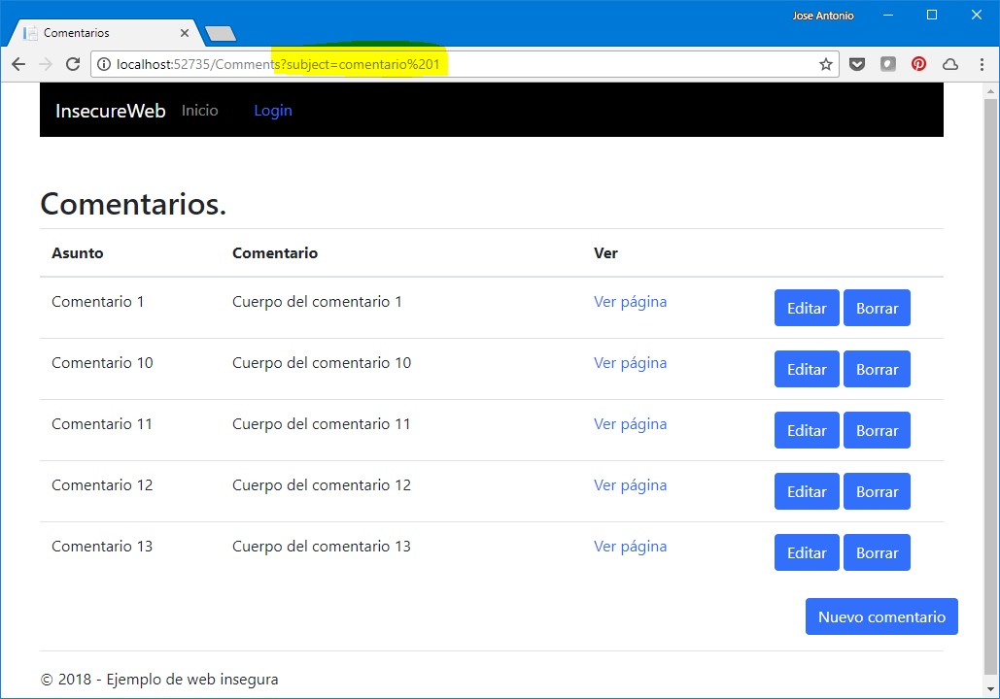 Jose Antonio
Comentarios
localhost:52735/Comments?subject=comentario%201
InsecureWeb Inicio Login
Comentarios.
Asunto Comentario Ver
Comentario 1 Cuerpo del comentario 1 Ver página Editar Borrar
Comentario 10 Cuerpo del comentario 10 Ver página Editar Borrar
Comentario 11 Cuerpo del comentario 11 Ver página Editar Borrar
Comentario 12 Cuerpo del comentario 12 Ver página Editar Borrar
Comentario 13 Cuerpo del comentario 13 Ver página Editar Borrar
Nuevo comentario
© 2018 - Ejemplo de web insegura